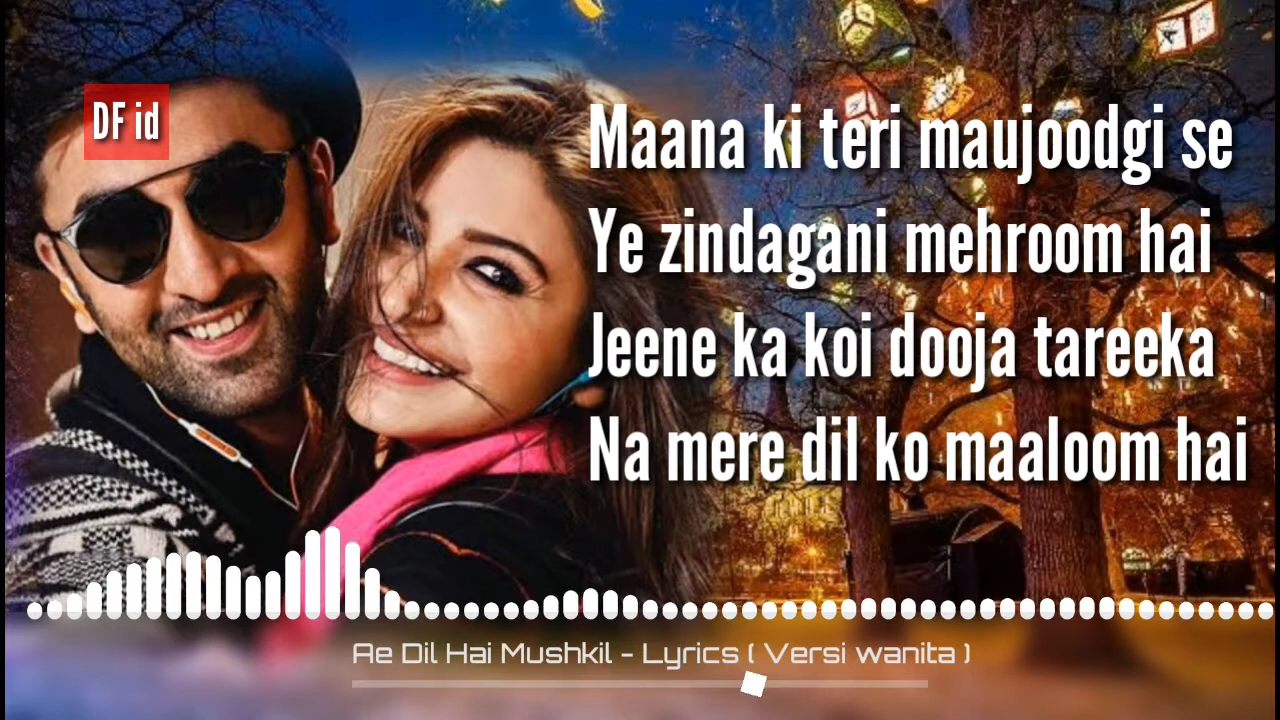 DF id
Maana ki teri maujoodgi se
Ye zindagani mehroom hai
Jeene ka koi dooja tareeka
Na mere dil ko maaloom hai
Ae Dil Hai Mushkil - Lyrics ( Versi wanita )